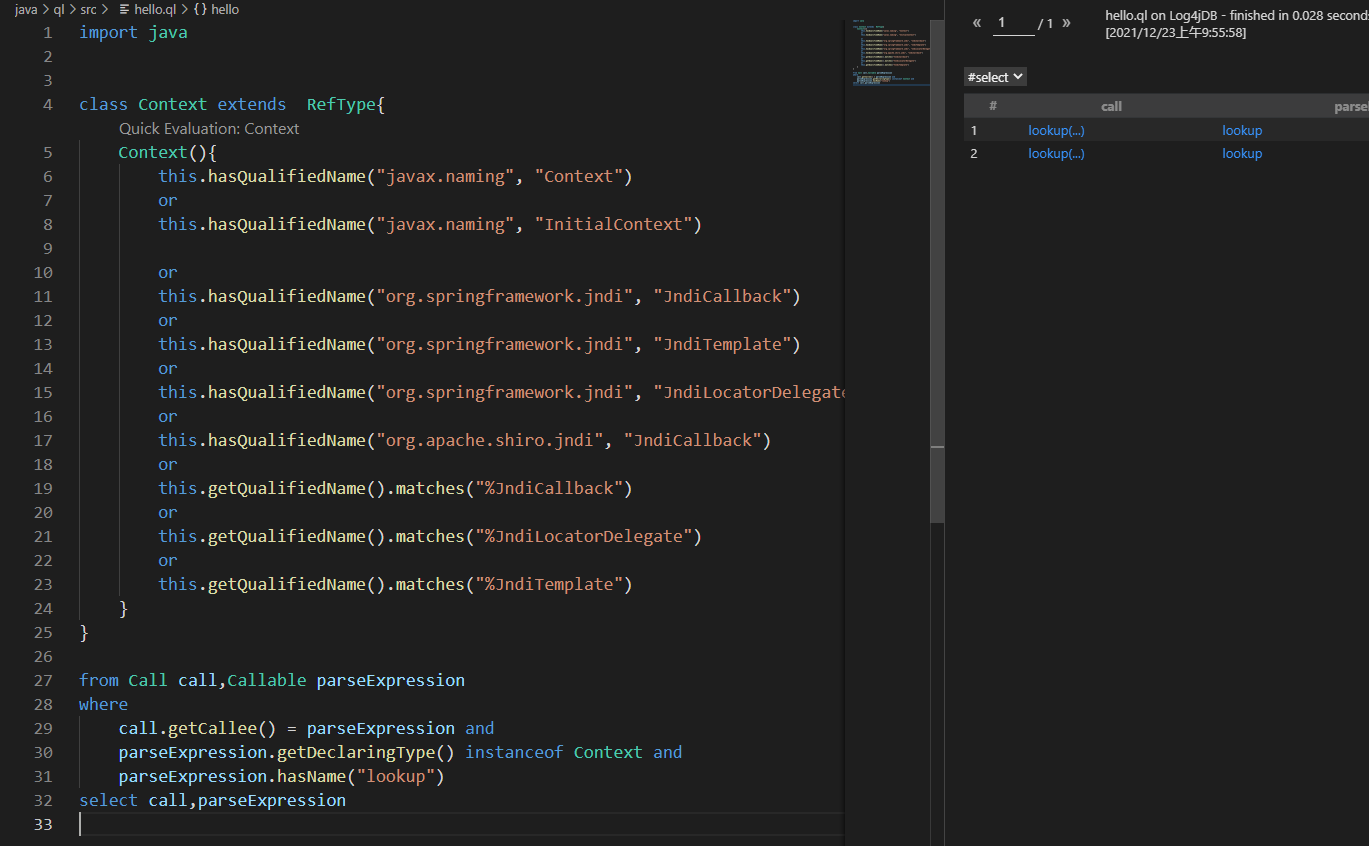 java > ql > src > hello.ql > {} hello
1 import java
2
3
4 class Context extends  RefType{
Quick Evaluation: Context
5     Context(){
6         this.hasQualifiedName("javax.naming", "Context")
7         or
8         this.hasQualifiedName("javax.naming", "InitialContext")
9
10         or
11         this.hasQualifiedName("org.springframework.jndi", "JndiCallback")
12         or
13         this.hasQualifiedName("org.springframework.jndi", "JndiTemplate")
14         or
15         this.hasQualifiedName("org.springframework.jndi", "JndiLocatorDelegate
16         or
17         this.hasQualifiedName("org.apache.shiro.jndi", "JndiCallback")
18         or
19         this.getQualifiedName().matches("%JndiCallback")
20         or
21         this.getQualifiedName().matches("%JndiLocatorDelegate")
22         or
23         this.getQualifiedName().matches("%JndiTemplate")
24     }
25 }
26
27 from Call call,Callable parseExpression
28 where
29     call.getCallee() = parseExpression and
30     parseExpression.getDeclaringType() instanceof Context and
31     parseExpression.hasName("lookup")
32 select call,parseExpression
33
« 1 / 1 »
hello.ql on Log4jDB - finished in 0.028 seconds
[2021/12/23上午9:55:58]
#select
# call parseE
1 lookup(...) lookup
2 lookup(...) lookup